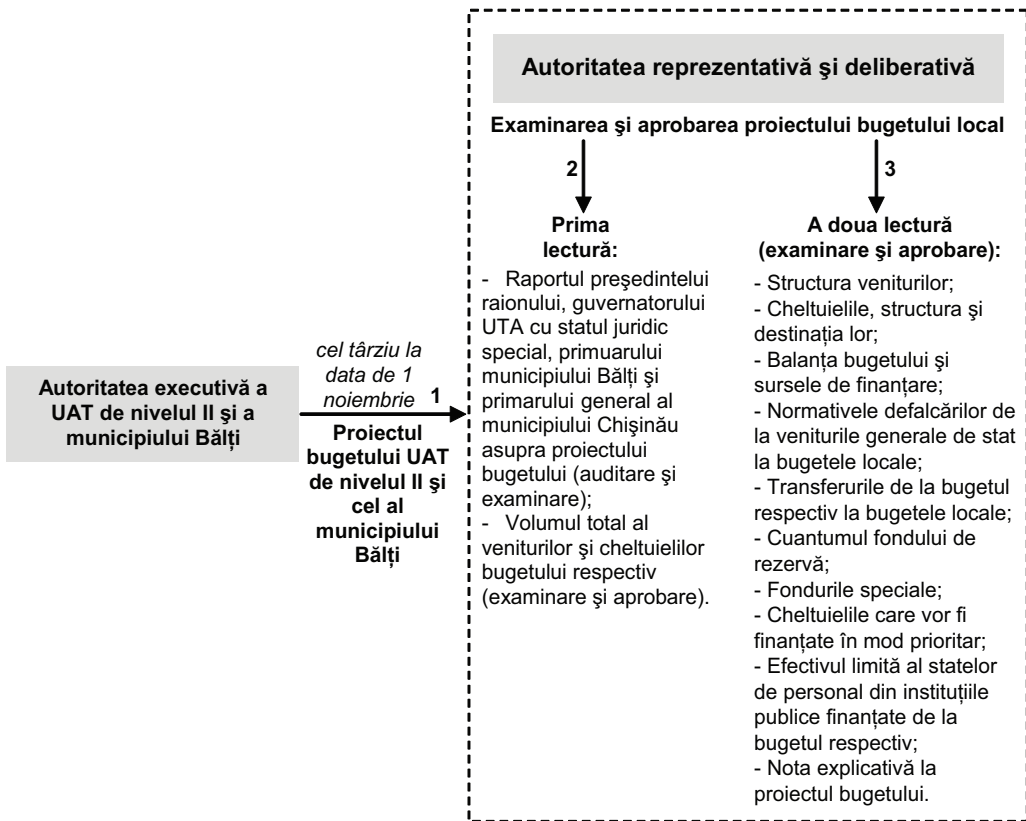 Autoritatea executivă a
UAT de nivelul II şi a
municipiului Bălți
cel târziu la
data de 1
noiembrie
1
Proiectul
bugetului UAT
de nivelul II şi
cel al
municipiului
Bălți
Autoritatea reprezentativă şi deliberativă
Examinarea şi aprobarea proiectului bugetului local
2
Prima
lectură:
- Raportul preşedintelui
raionului, guvernatorului
UTA cu statul juridic
special, primuarului
municipiului Bălți şi
primarului general al
municipiului Chişinău
asupra proiectului
bugetului (auditare şi
examinare);
- Volumul total al
veniturilor şi cheltuielilor
bugetului respectiv
(examinare şi aprobare).
3
A doua lectură
(examinare şi aprobare):
- Structura veniturilor;
- Cheltuielile, structura şi
destinația lor;
- Balanța bugetului şi
sursele de finanțare;
- Normativele defalcărilor de
la veniturile generale de stat
la bugetele locale;
- Transferurile de la bugetul
respectiv la bugetele locale;
- Cuantumul fondului de
rezervă;
- Fondurile speciale;
- Cheltuielile care vor fi
finanțate în mod prioritar;
- Efectivul limită al statelor
de personal din instituțiile
publice finanțate de la
bugetul respectiv;
- Nota explicativă la
proiectul bugetului.